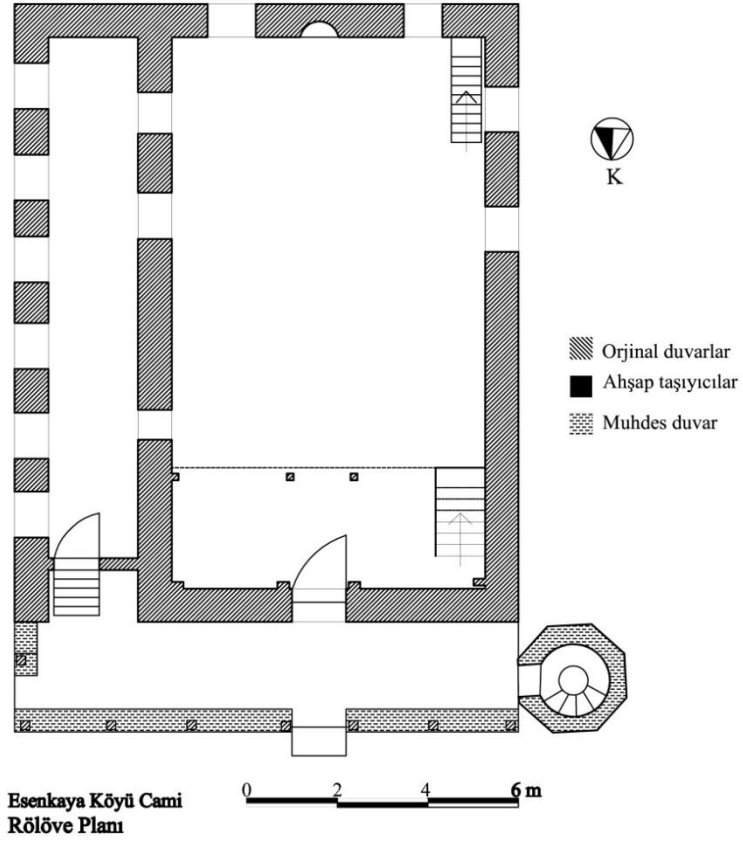 K
Orjinal duvarlar
Ahşap taşıyıcılar
Muhdes duvar
0 2 4 6 m
Esenkaya Köyü Cami
Rölöve Planı